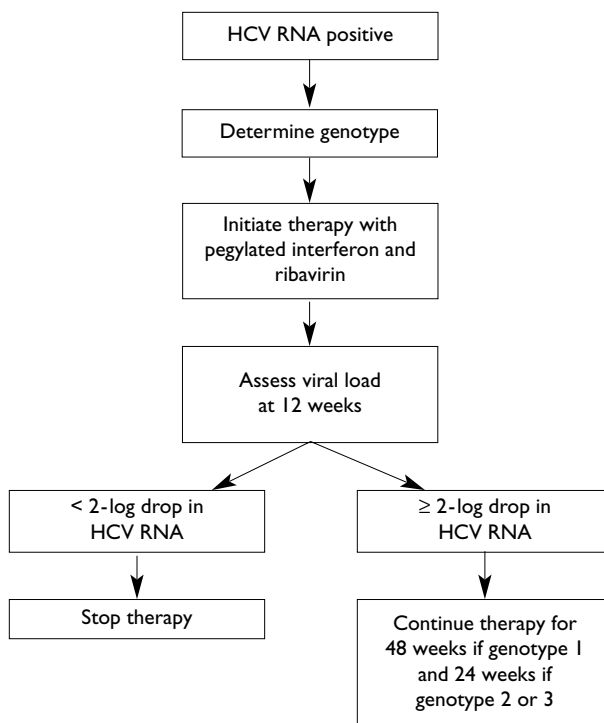 HCV RNA positive
Determine genotype
Initiate therapy with
pegylated interferon and
ribavirin
Assess viral load
at 12 weeks
< 2-log drop in
HCV RNA
≥ 2-log drop in
HCV RNA
Stop therapy
Continue therapy for
48 weeks if genotype 1
and 24 weeks if
genotype 2 or 3